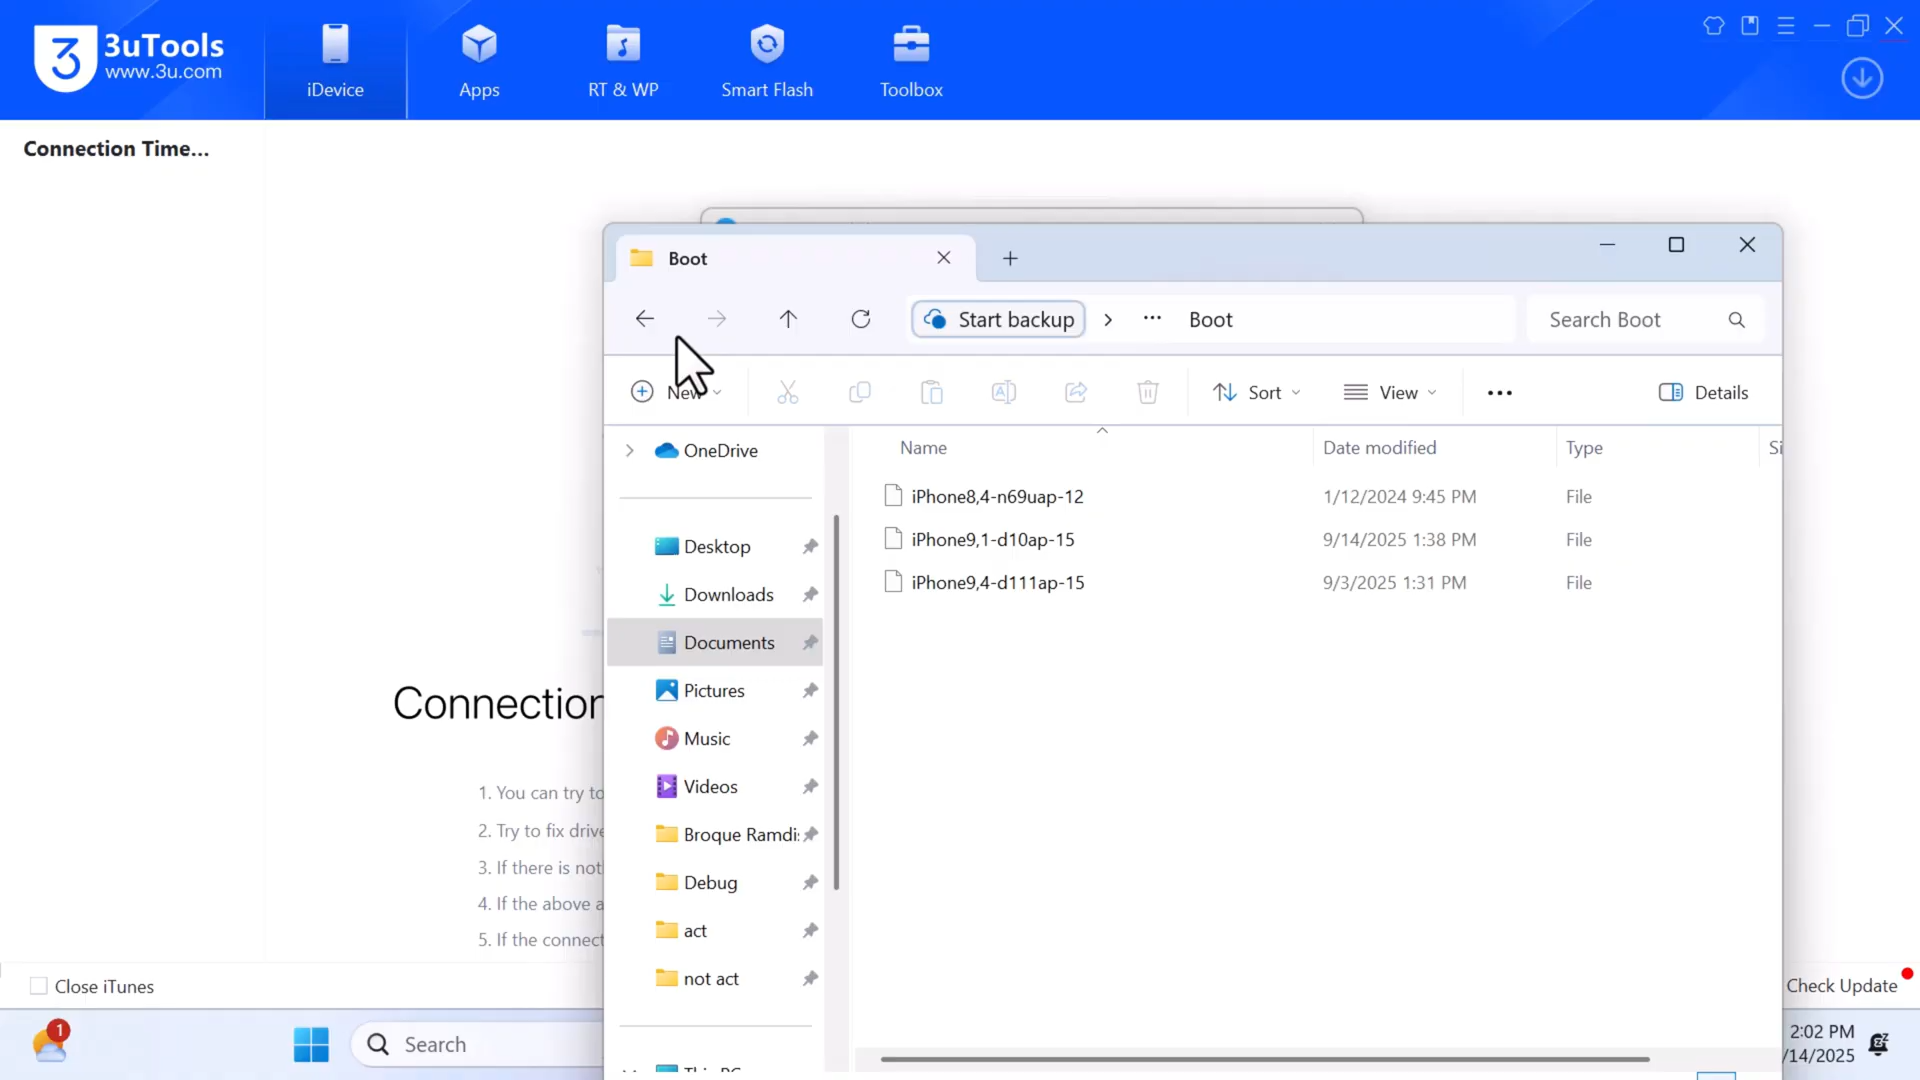 3uTools
www.3u.com
iDevice
Apps
RT & WP
Smart Flash
Toolbox
Connection Time...
Boot
Start backup
Boot
Search Boot
New
Sort
View
Details
OneDrive
Name
Date modified
Type
Si
iPhone8,4-n69uap-12
1/12/2024 9:45 PM
File
iPhone9,1-d10ap-15
9/14/2025 1:38 PM
File
iPhone9,4-d111ap-15
9/3/2025 1:31 PM
File
Desktop
Downloads
Documents
Pictures
Music
Videos
Broque Ramdi
Debug
act
not act
Connection
1. You can try to
2. Try to fix drive
3. If there is not
4. If the above a
5. If the connect
Close iTunes
Check Update
1
Search
2:02 PM
/14/2025